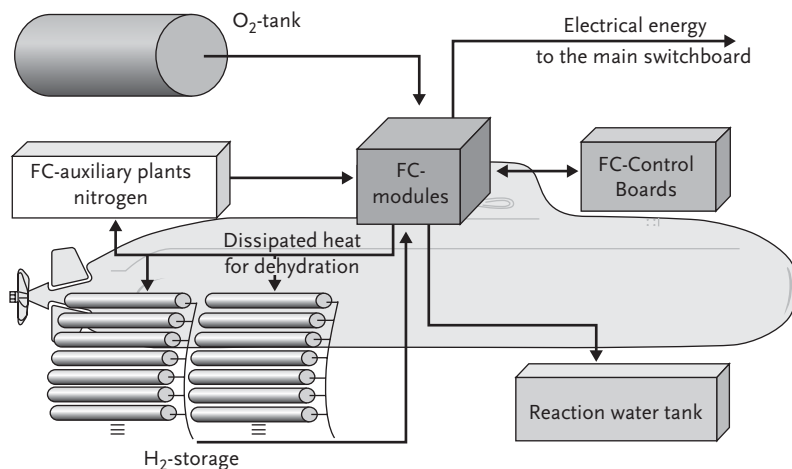 O₂-tank
Electrical energy
to the main switchboard
FC-auxiliary plants
nitrogen
FC-
modules
FC-Control
Boards
Dissipated heat
for dehydration
Reaction water tank
H₂-storage